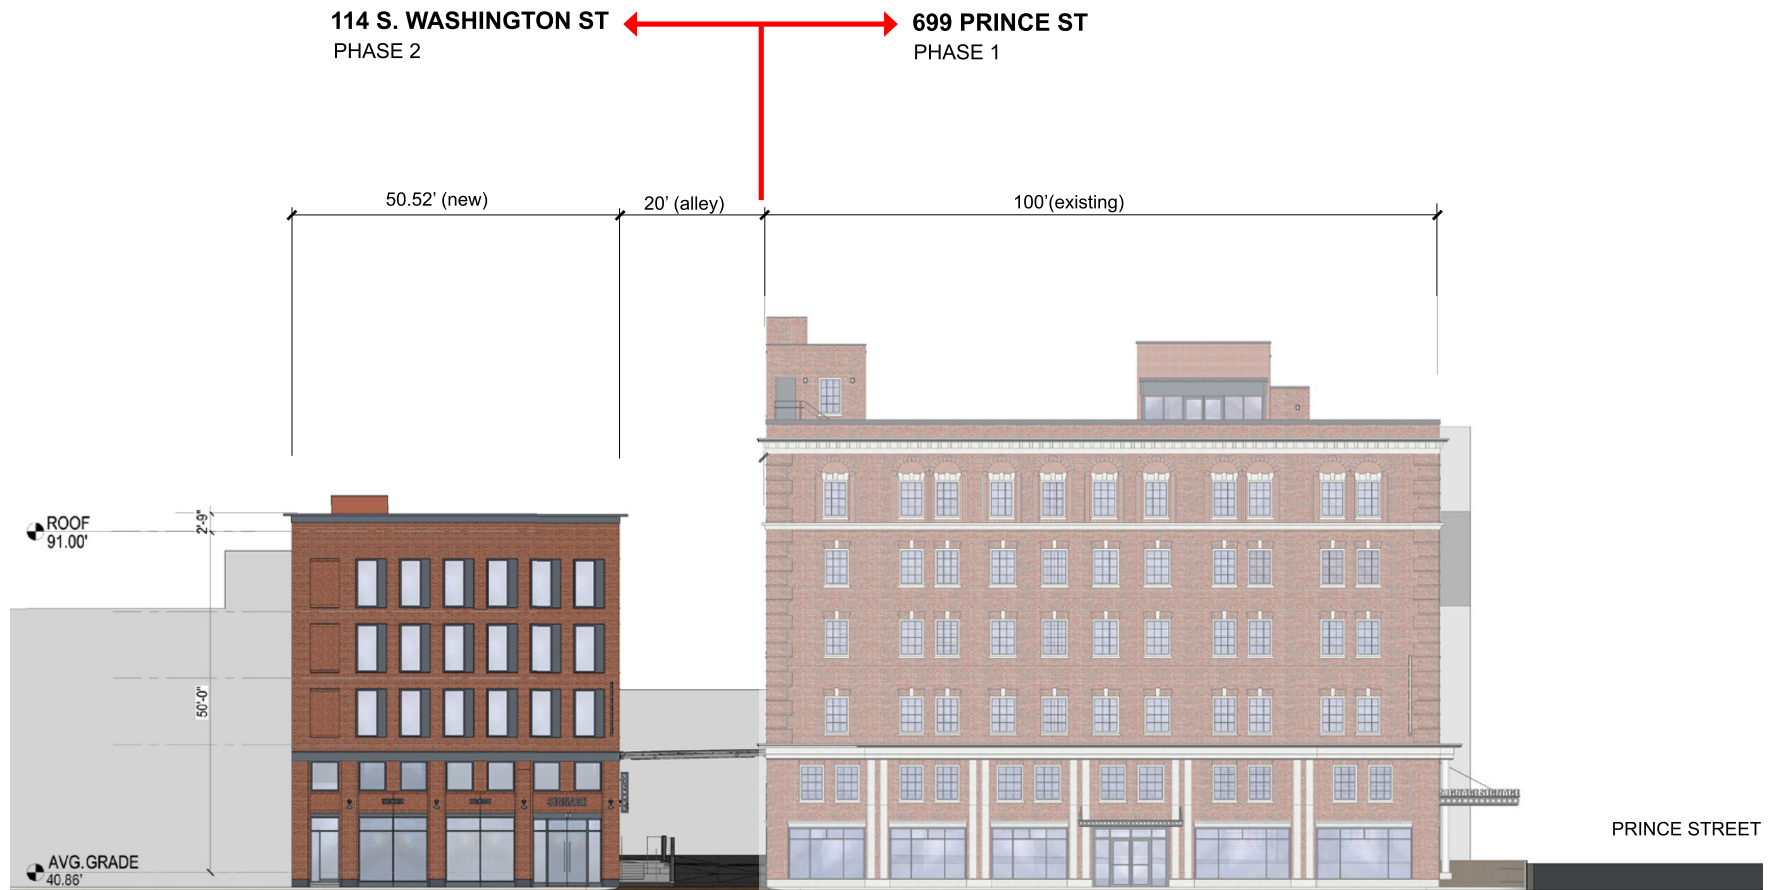 114 S. WASHINGTON ST
PHASE 2
699 PRINCE ST
PHASE 1
50.52' (new)
20' (alley)
100'(existing)
ROOF
91.00'
2'-9"
50'-0"
AVG.GRADE
40.86'
SIGNAGE
PRINCE STREET